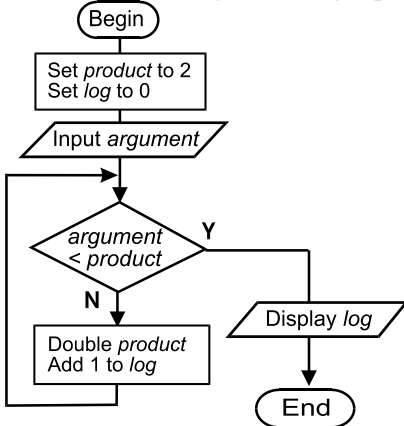 Begin
Set product to 2
Set log to 0
Input argument
argument
< product
Y
N
Double product
Add 1 to log
Display log
End